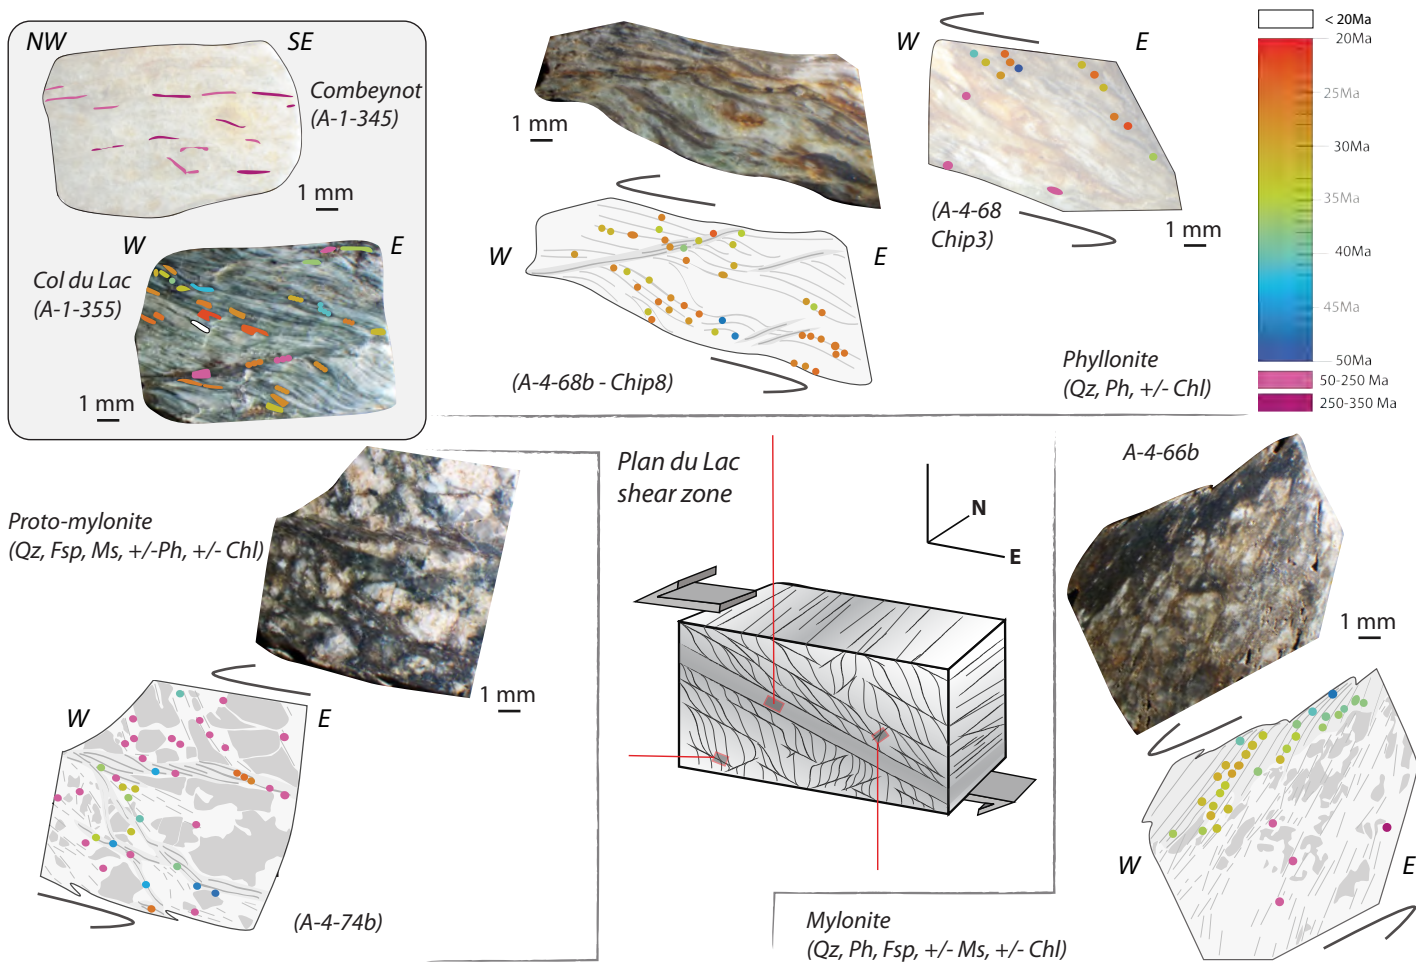 NW
SE
Combeynot
(A-1-345)
1 mm
W
E
Col du Lac
(A-1-355)
1 mm
1 mm
W
E
(A-4-68b - Chip8)
W
E
(A-4-68
Chip3)
1 mm
Phyllonite
(Qz, Ph, +/- Chl)
< 20Ma
20Ma
25Ma
30Ma
35Ma
40Ma
45Ma
50Ma
50-250 Ma
250-350 Ma
Proto-mylonite
(Qz, Fsp, Ms, +/-Ph, +/- Chl)
1 mm
W
E
(A-4-74b)
Plan du Lac
shear zone
N
E
A-4-66b
1 mm
W
E
Mylonite
(Qz, Ph, Fsp, +/- Ms, +/- Chl)